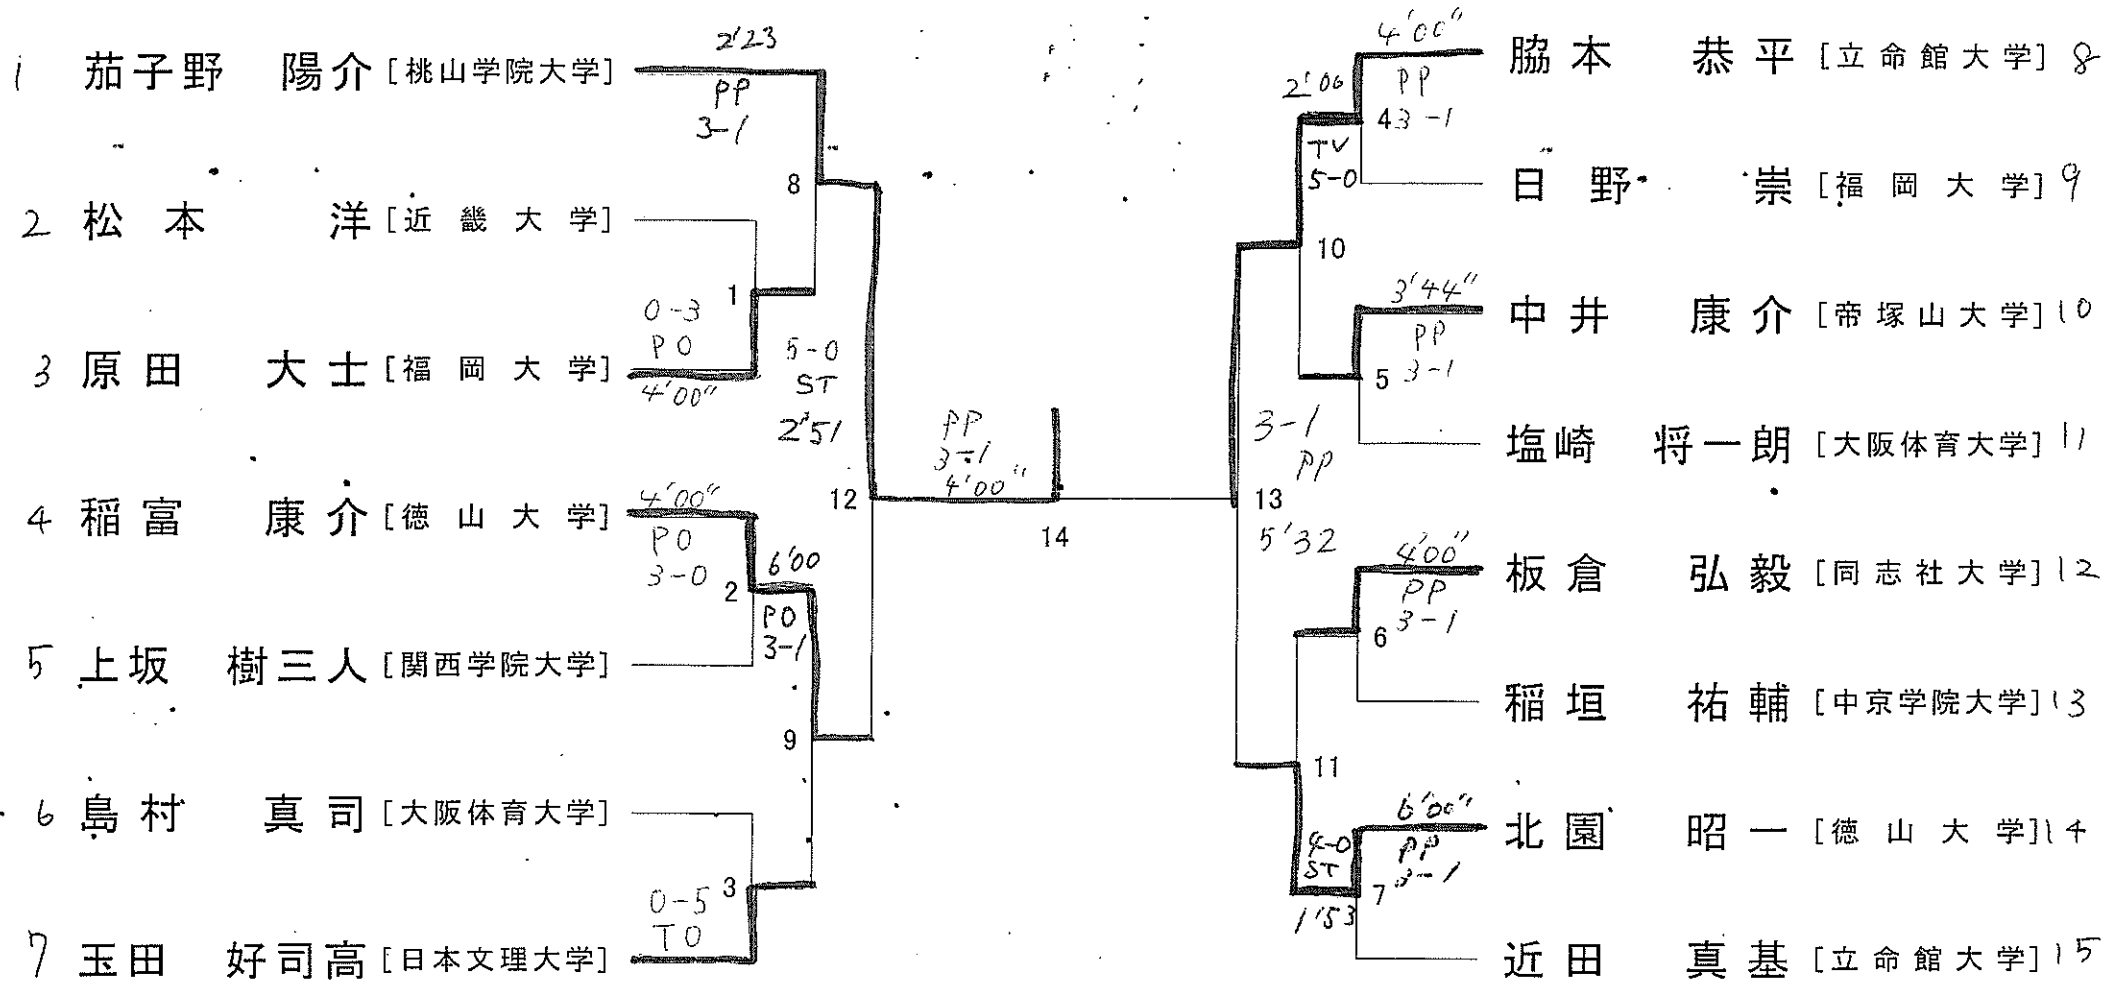 1 茄子野 陽介 [桃山学院大学]
2'23
PP
3-1
8
2 松本 洋 [近畿大学]
1
0-3
PO
3 原田 大士 [福岡大学]
4'00"
5-0
ST
2'51
4 稲富 康介 [徳山大学]
4'00"
PO
3-0
2
6'00
PO
3-1
12
5 上坂 樹三人 [関西学院大学]
9
6 島村 真司 [大阪体育大学]
3
0-5
TO
7 玉田 好司高 [日本文理大学]
PP
3-1
4'00"
14
4'00"
脇本 恭平 [立命館大学] 8
PP
3-1
4
2'06
TV
5-0
日野 崇 [福岡大学] 9
10
3'44"
中井 康介 [帝塚山大学] 10
PP
3-1
5
塩崎 将一朗 [大阪体育大学] 11
3-1
PP
13
5'32
4'00"
板倉 弘毅 [同志社大学] 12
PP
3-1
6
稲垣 祐輔 [中京学院大学] 13
11
6'00"
北園 昭一 [徳山大学] 14
PP
3-1
7
4-0
ST
1'53
近田 真基 [立命館大学] 15